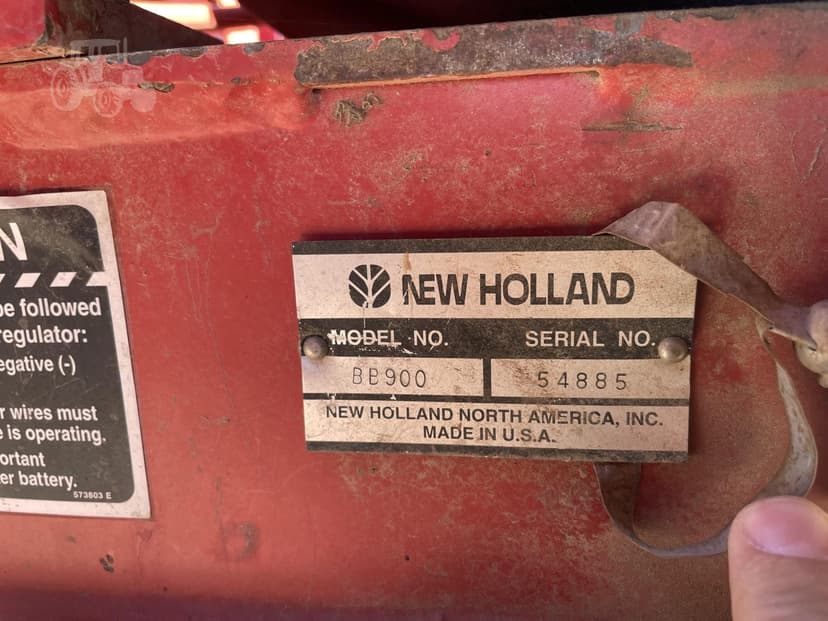 N
be followed
regulator:
egative (-)
r wires must
e is operating.
ortant
er battery.
573803 E
NEW HOLLAND
MODEL NO. SERIAL NO.
BB900 54885
NEW HOLLAND NORTH AMERICA, INC.
MADE IN U.S.A.